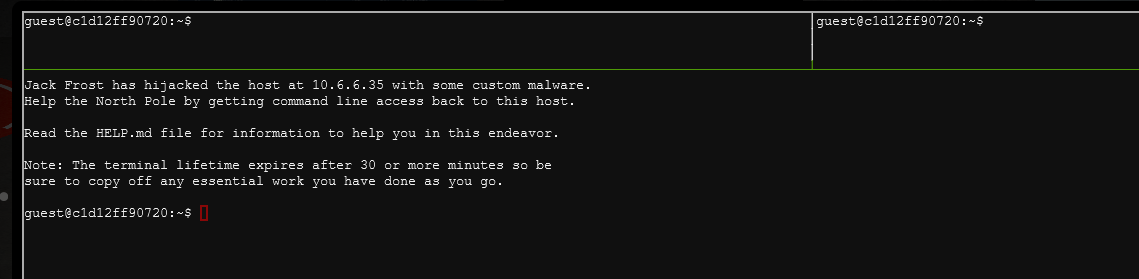 guest@c1d12ff90720:~$
guest@c1d12ff90720:~$
Jack Frost has hijacked the host at 10.6.6.35 with some custom malware.
Help the North Pole by getting command line access back to this host.
Read the HELP.md file for information to help you in this endeavor.
Note: The terminal lifetime expires after 30 or more minutes so be
sure to copy off any essential work you have done as you go.
guest@c1d12ff90720:~$